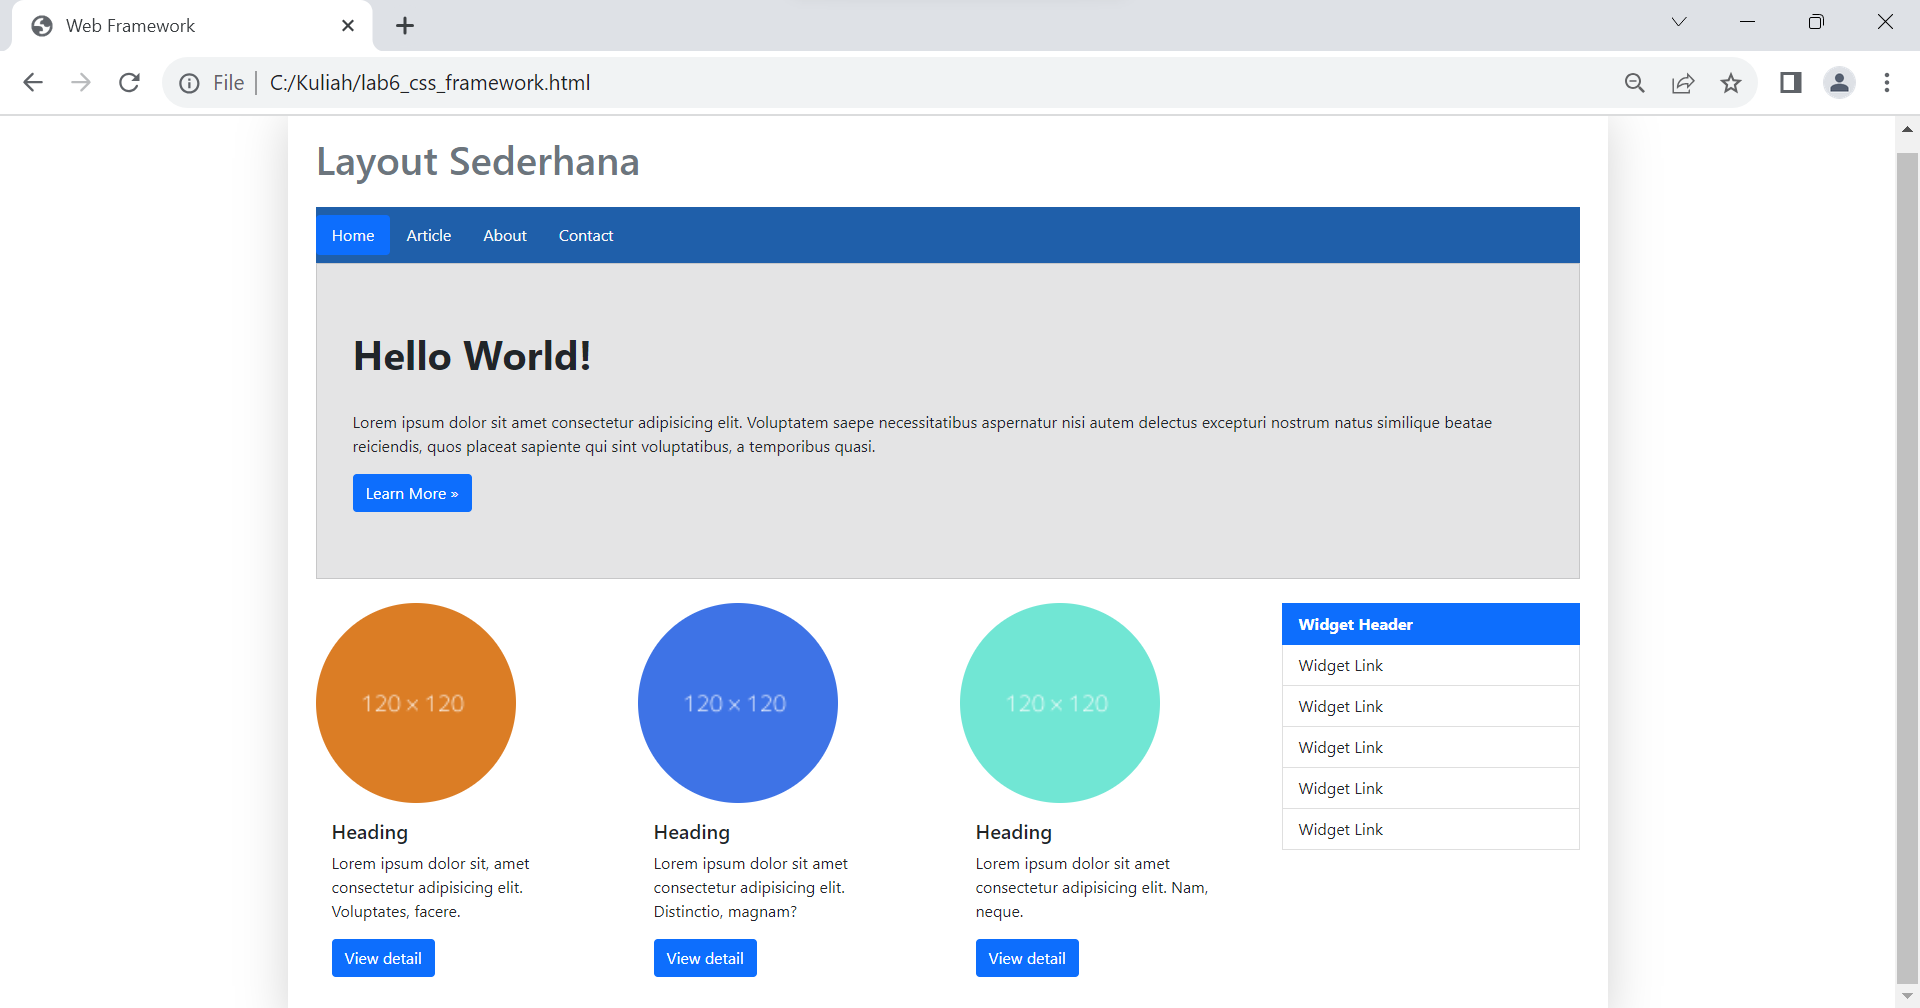 Web Framework
File
C:/Kuliah/lab6_css_framework.html
Layout Sederhana
Home Article About Contact
Hello World!
Lorem ipsum dolor sit amet consectetur adipisicing elit. Voluptatem saepe necessitatibus aspernatur nisi autem delectus excepturi nostrum natus similique beatae
reiciendis, quos placeat sapiente qui sint voluptatibus, a temporibus quasi.
Learn More »
120 × 120
Heading
Lorem ipsum dolor sit, amet
consectetur adipisicing elit.
Voluptates, facere.
View detail
120 × 120
Heading
Lorem ipsum dolor sit amet
consectetur adipisicing elit.
Distinctio, magnam?
View detail
120 × 120
Heading
Lorem ipsum dolor sit amet
consectetur adipisicing elit. Nam,
neque.
View detail
Widget Header
Widget Link
Widget Link
Widget Link
Widget Link
Widget Link